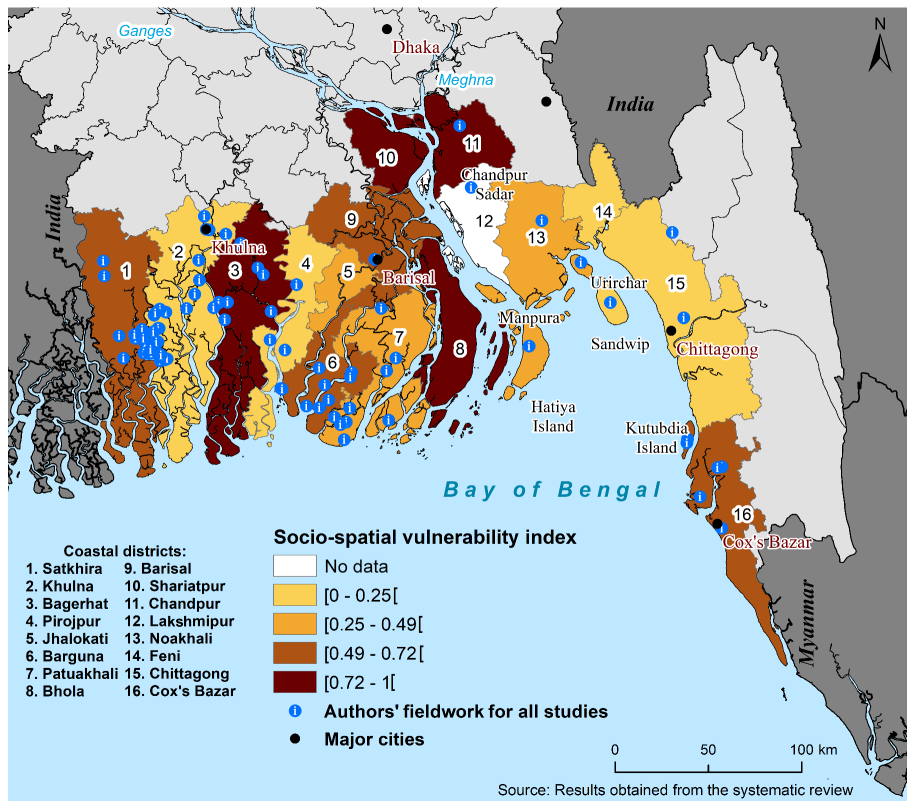 Ganges
Dhaka
N
Meghna
India
11
10
Chandpur
Sadar
India
9
12
14
2
13
Khulna
1
3
4
5
Barisal
Urirchar
15
Manpura
7
8
Sandwip
Chittagong
6
Hatiya
Island
Kutubdia
Island
Bay of Bengal
16
Cox's Bazar
Myanmar
Coastal districts:
1. Satkhira
2. Khulna
3. Bagerhat
4. Pirojpur
5. Jhalokati
6. Barguna
7. Patuakhali
8. Bhola
9. Barisal
10. Shariatpur
11. Chandpur
12. Lakshmipur
13. Noakhali
14. Feni
15. Chittagong
16. Cox's Bazar
Socio-spatial vulnerability index
No data
[0 - 0.25[
[0.25 - 0.49[
[0.49 - 0.72[
[0.72 - 1[
i Authors' fieldwork for all studies
Major cities
0 50 100 km
Source: Results obtained from the systematic review